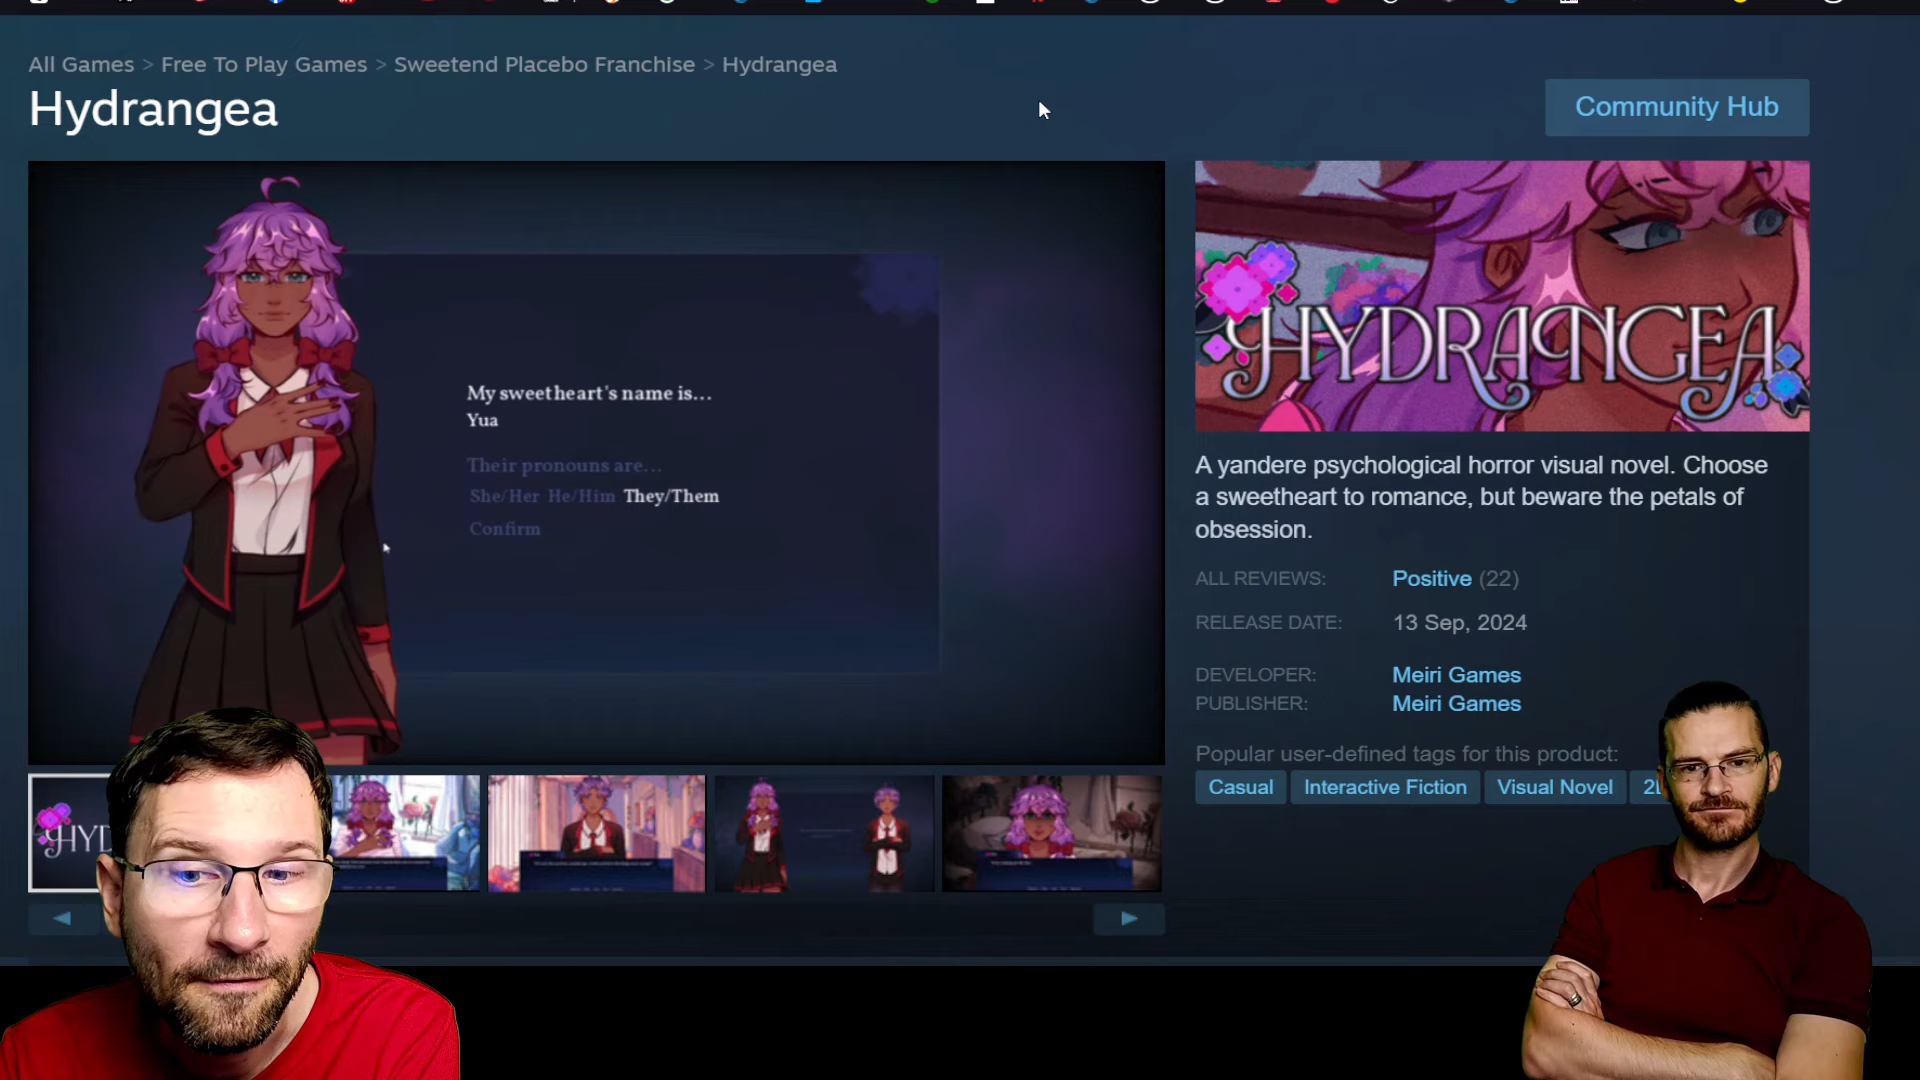 All Games > Free To Play Games > Sweetend Placebo Franchise > Hydrangea
Hydrangea
Community Hub
My sweetheart's name is...
Yua
Their pronouns are...
She/Her He/Him They/Them
Confirm
HYDRANGEA
A yandere psychological horror visual novel. Choose
a sweetheart to romance, but beware the petals of
obsession.
ALL REVIEWS: Positive (22)
RELEASE DATE: 13 Sep, 2024
DEVELOPER: Meiri Games
PUBLISHER: Meiri Games
Popular user-defined tags for this product:
Casual Interactive Fiction Visual Novel
HYD